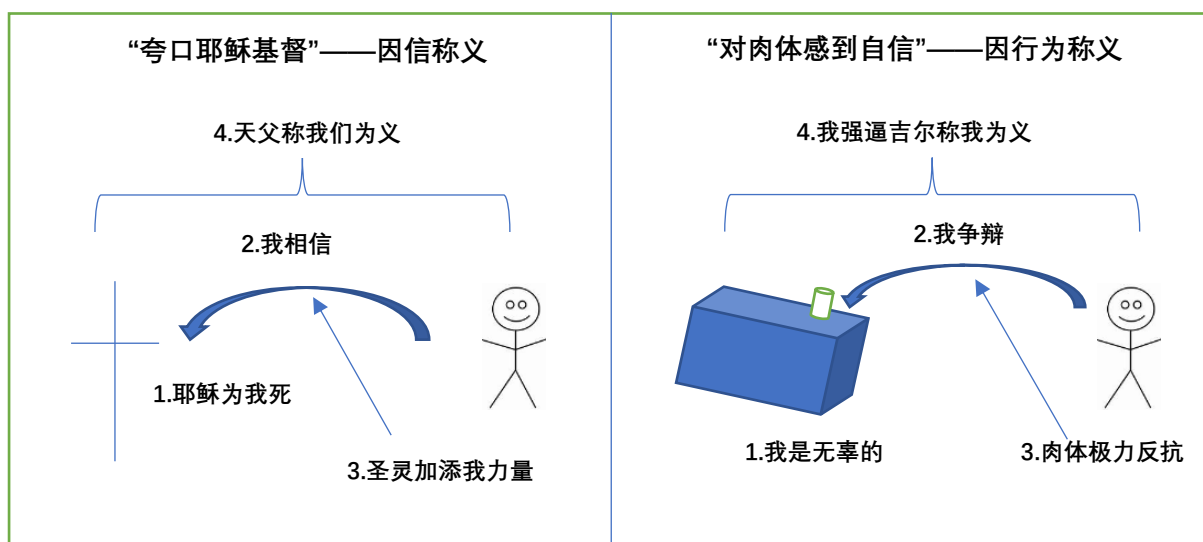 “夸口耶稣基督”——因信称义
4.天父称我们为义
2.我相信
1.耶稣为我死
3.圣灵加添我力量
“对肉体感到自信”——因行为称义
4.我强逼吉尔称我为义
2.我争辩
1.我是无辜的
3.肉体极力反抗